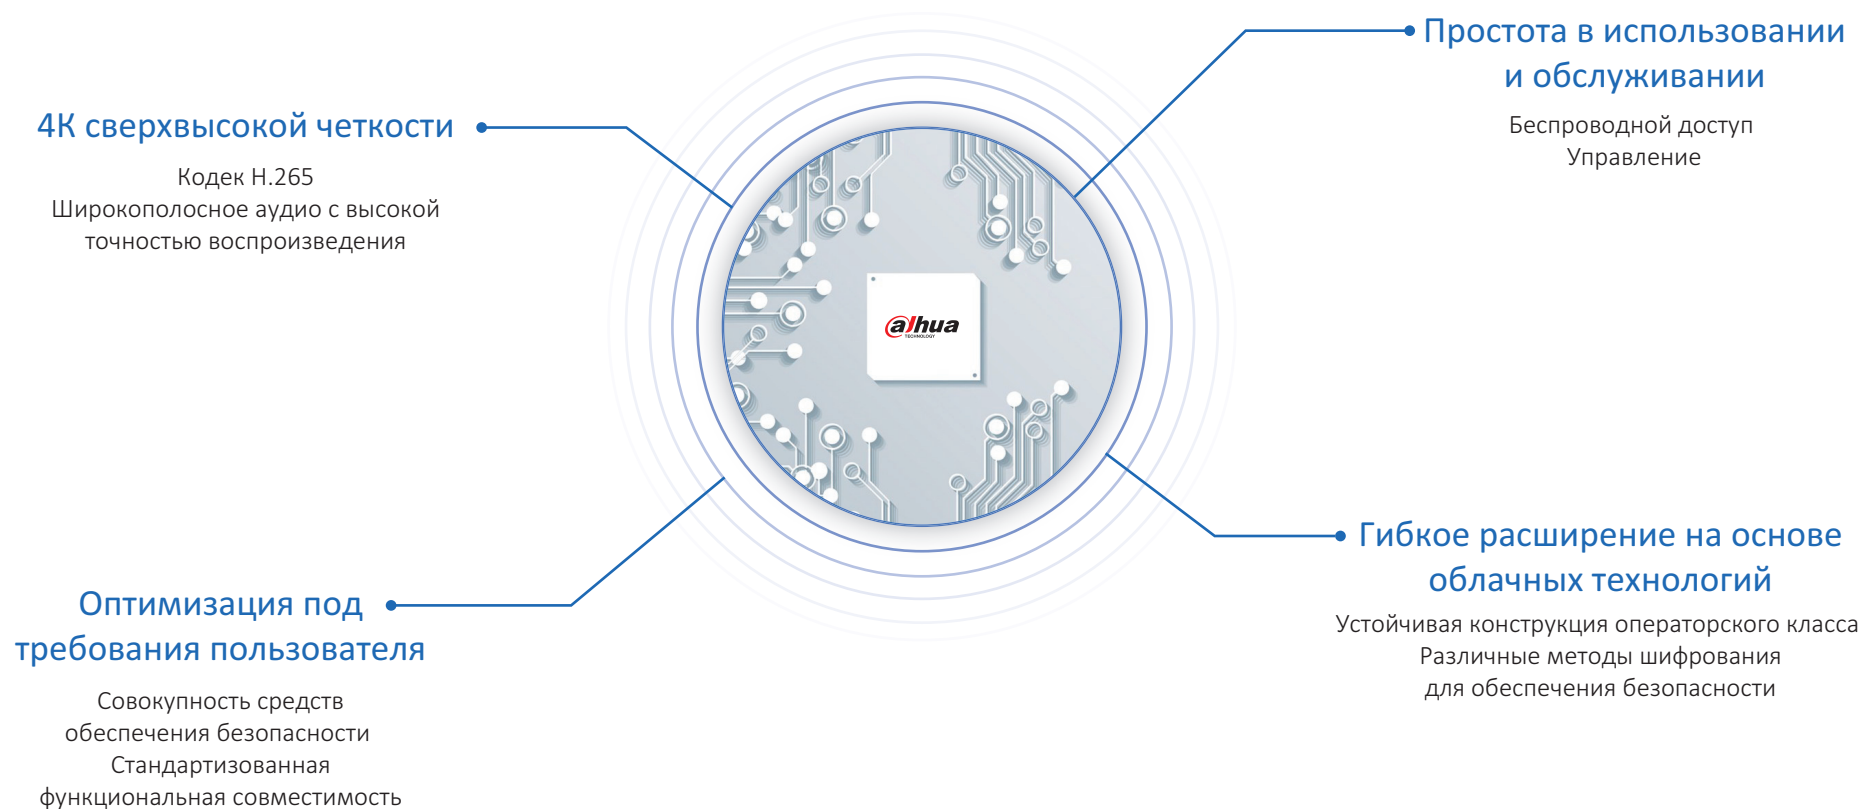 4К сверхвысокой четкости
Кодек H.265
Широкополосное аудио с высокой
точностью воспроизведения
Простота в использовании
и обслуживании
Беспроводной доступ
Управление
alhua
TECHNOLOGY
Оптимизация под
требования пользователя
Совокупность средств
обеспечения безопасности
Стандартизованная
функциональная совместимость
Гибкое расширение на основе
облачных технологий
Устойчивая конструкция операторского класса
Различные методы шифрования
для обеспечения безопасности